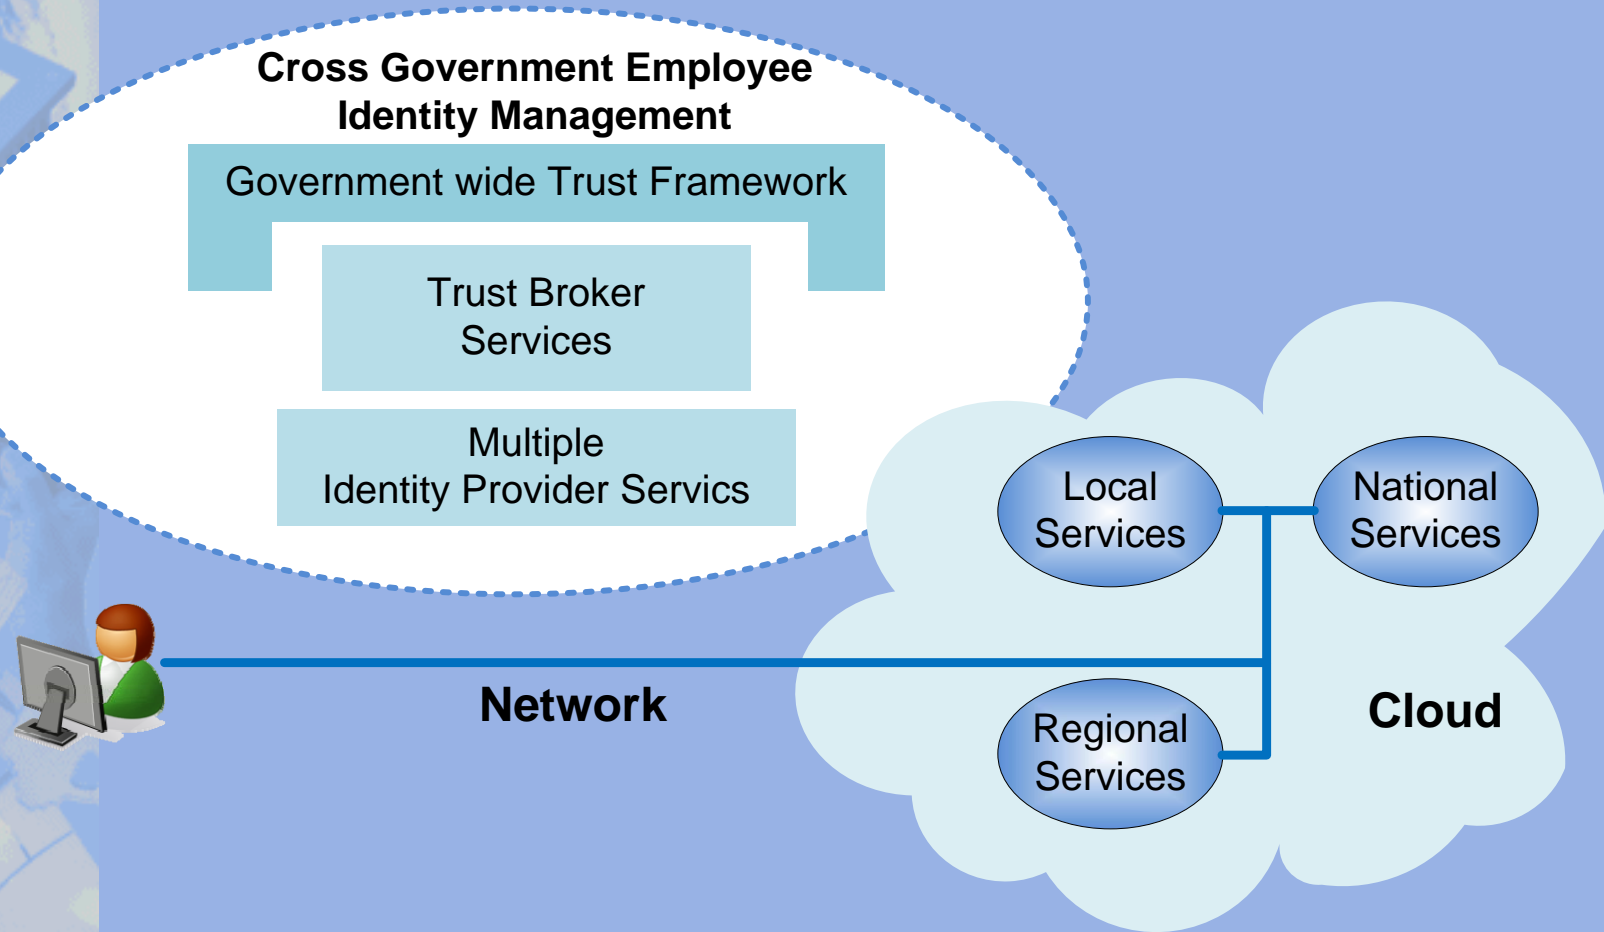 Cross Government Employee
Identity Management
Government wide Trust Framework
Trust Broker
Services
Multiple
Identity Provider Servics
Local
Services
National
Services
Network
Regional
Services
Cloud